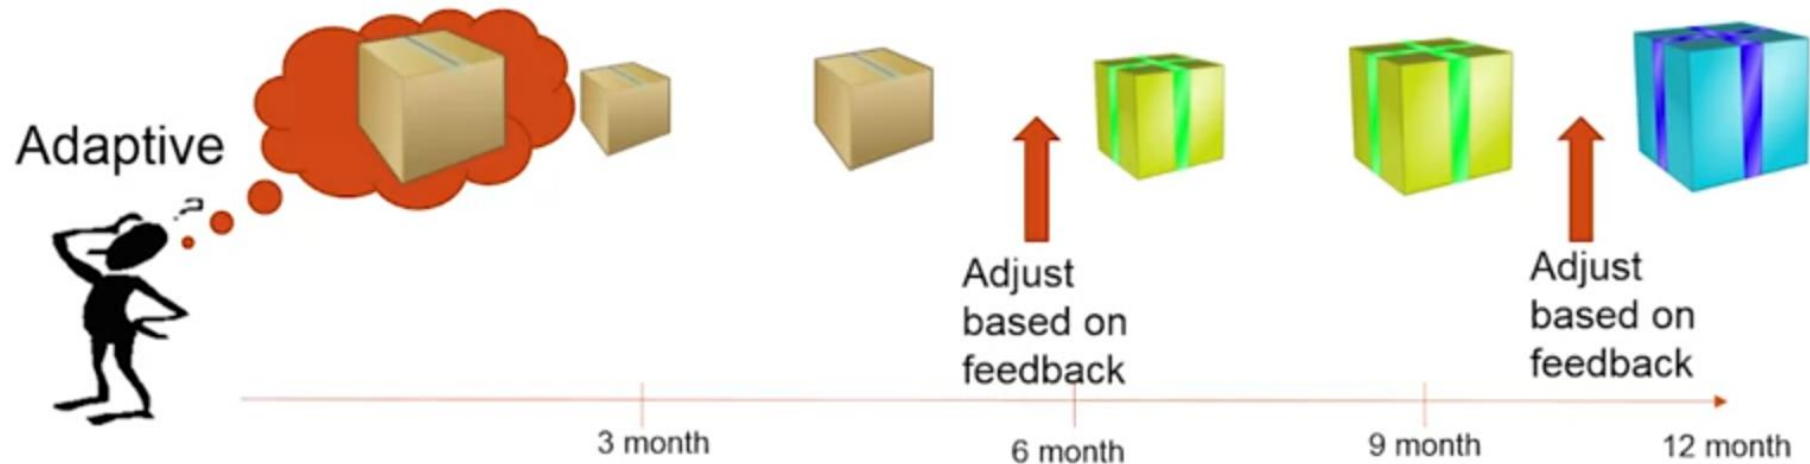 Adaptive
?
Adjust
based on
feedback
Adjust
based on
feedback
3 month
6 month
9 month
12 month